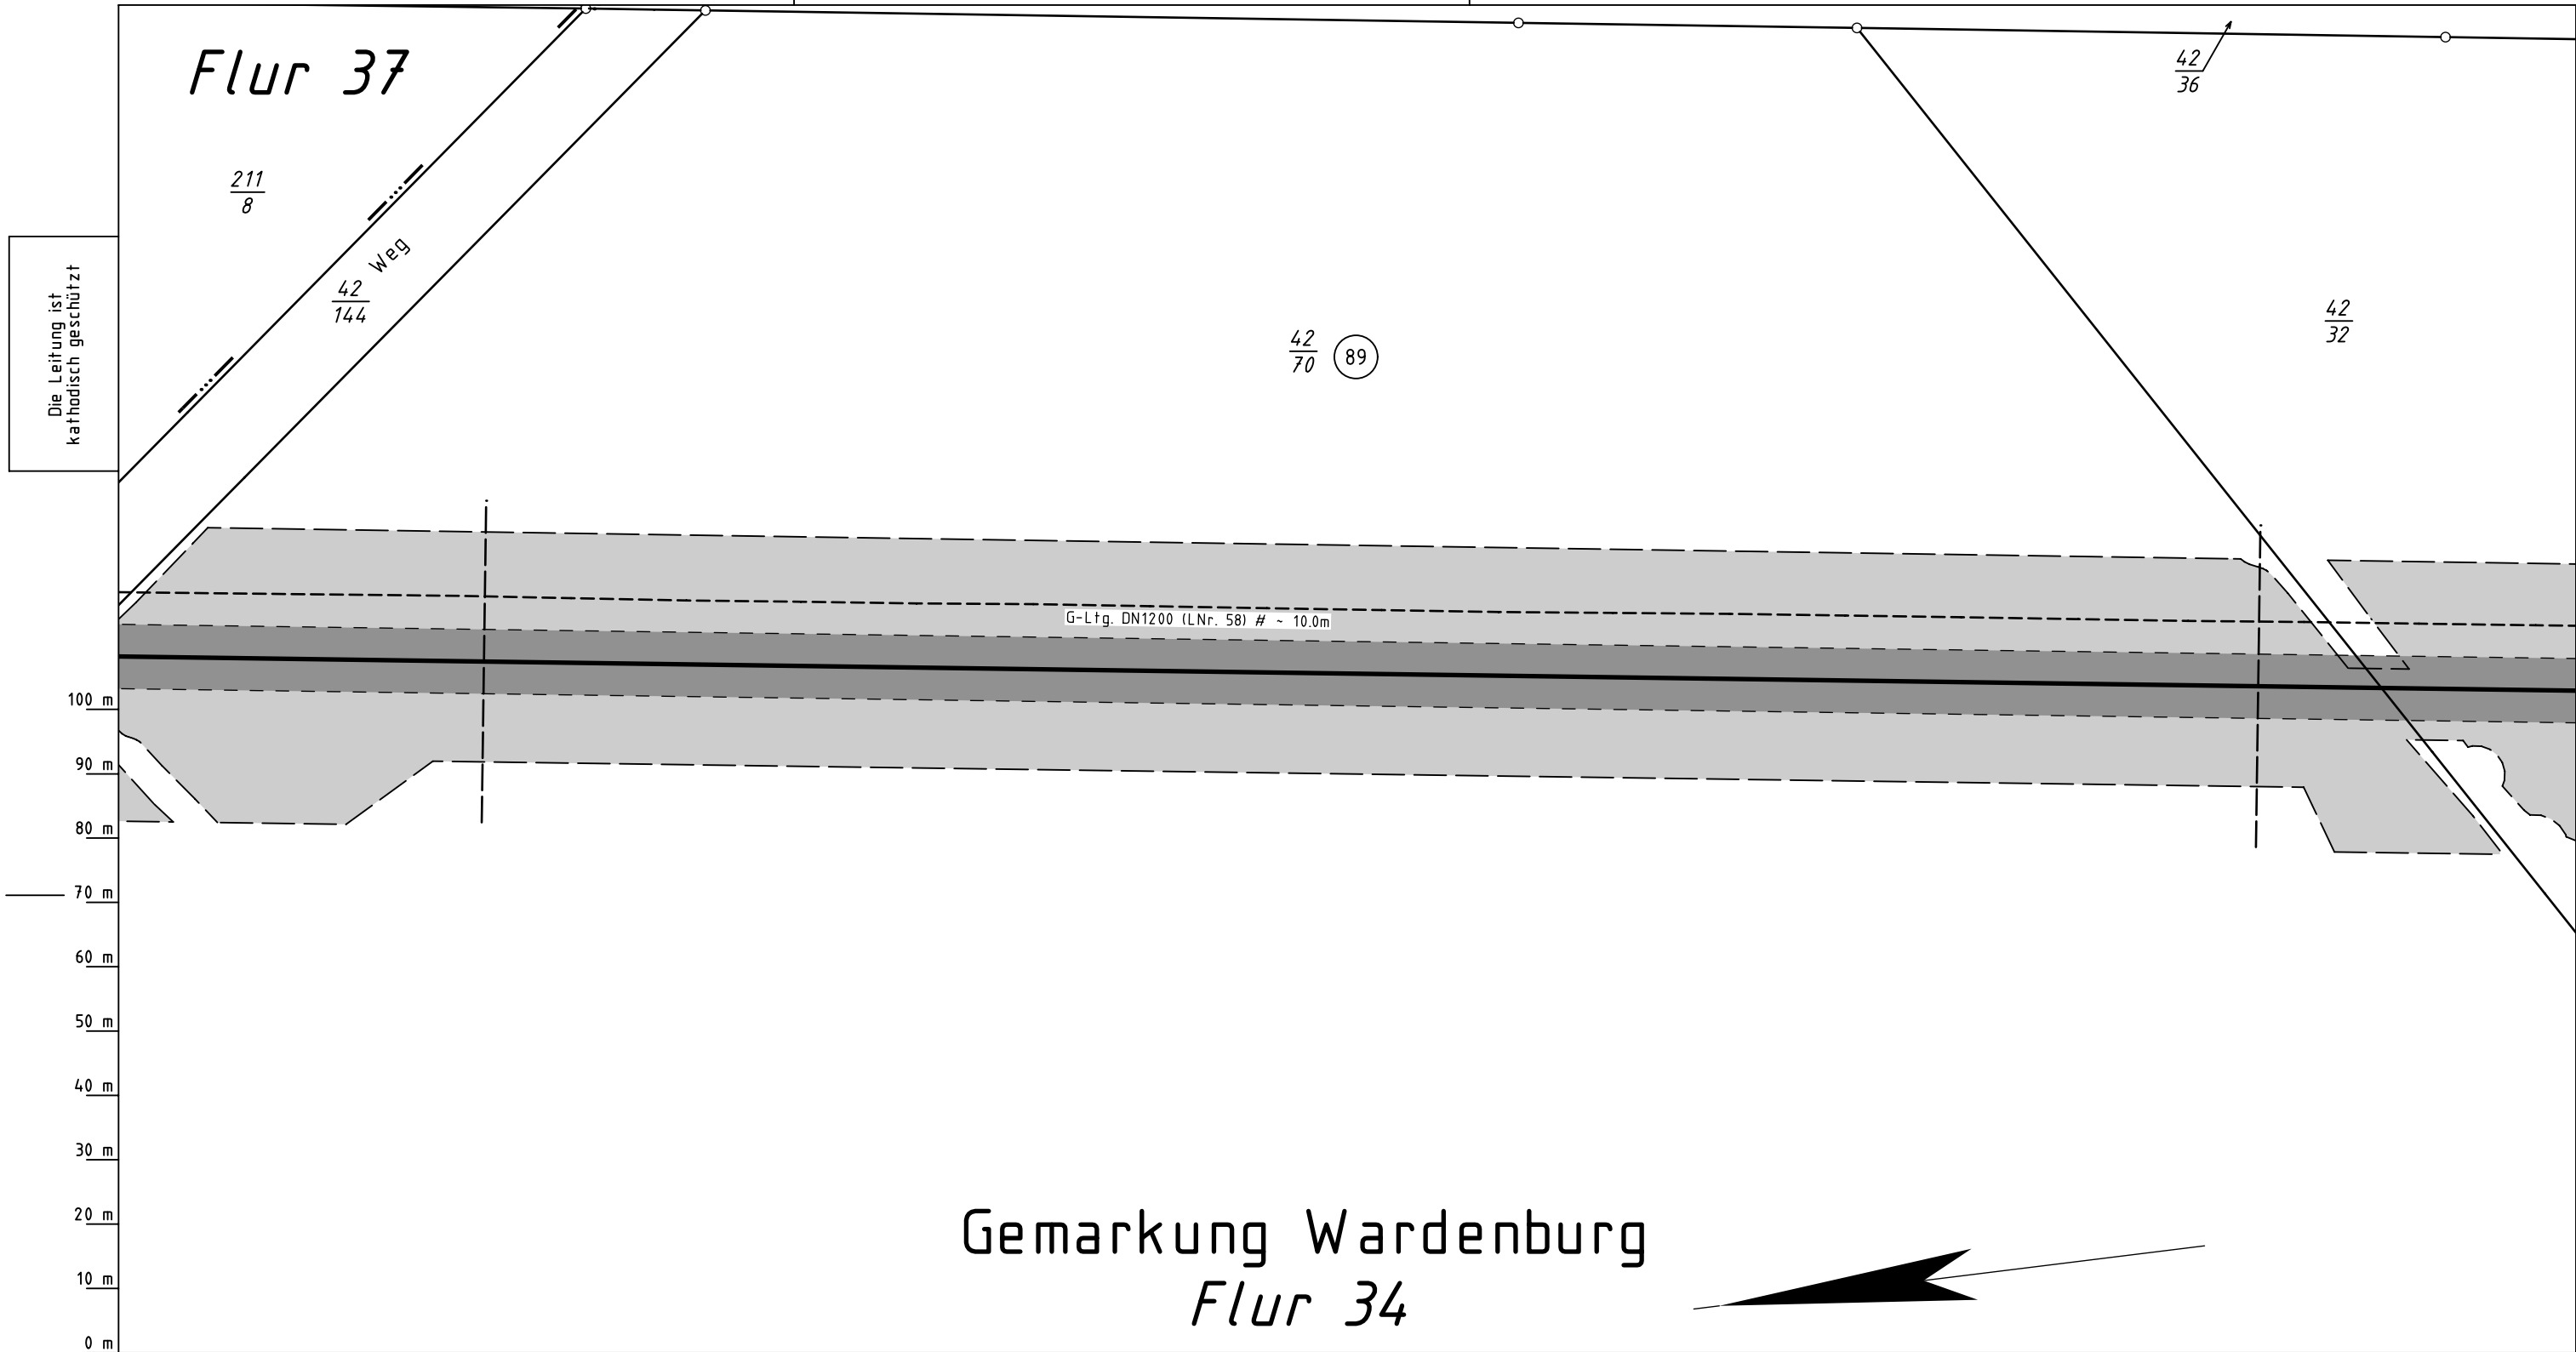 Flur 37
42
36
211
8
Weg
42
144
Die Leitung ist
kathodisch geschützt
42
70
89
42
32
G-Ltg. DN1200 (LNr. 58) # ~ 10.0m
100 m
90 m
80 m
70 m
60 m
50 m
40 m
30 m
20 m
10 m
0 m
Gemarkung Wardenburg
Flur 34